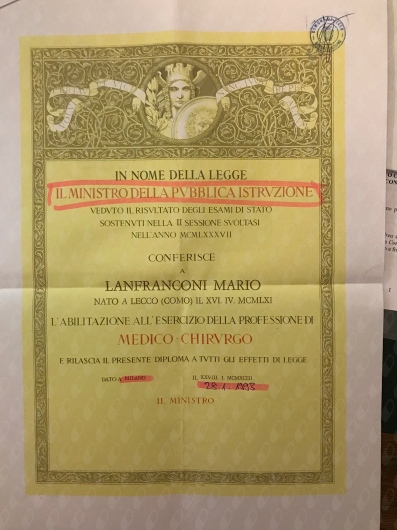 IN NOME DELLA LEGGE
IL MINISTRO DELLA PVBBLICA ISTRVZIONE
VEDVTO IL RISVLTATO DEGLI ESAMI DI STATO
SOSTENVTI NELLA II SESSIONE SVOLTASI
NELL'ANNO MCMLXXXVII
CONFERISCE
A
LANFRANCONI MARIO
NATO A LECCO (COMO) IL XVI. IV. MCMLXI
L'ABILITAZIONE ALL'ESERCIZIO DELLA PROFESSIONE DI
MEDICO-CHIRVRGO
E RILASCIA IL PRESENTE DIPLOMA A TVTTI GLI EFFETTI DI LEGGE
DATO A MILANO IL XXVIII I. MCMXCIII
28.1.1993
IL MINISTRO